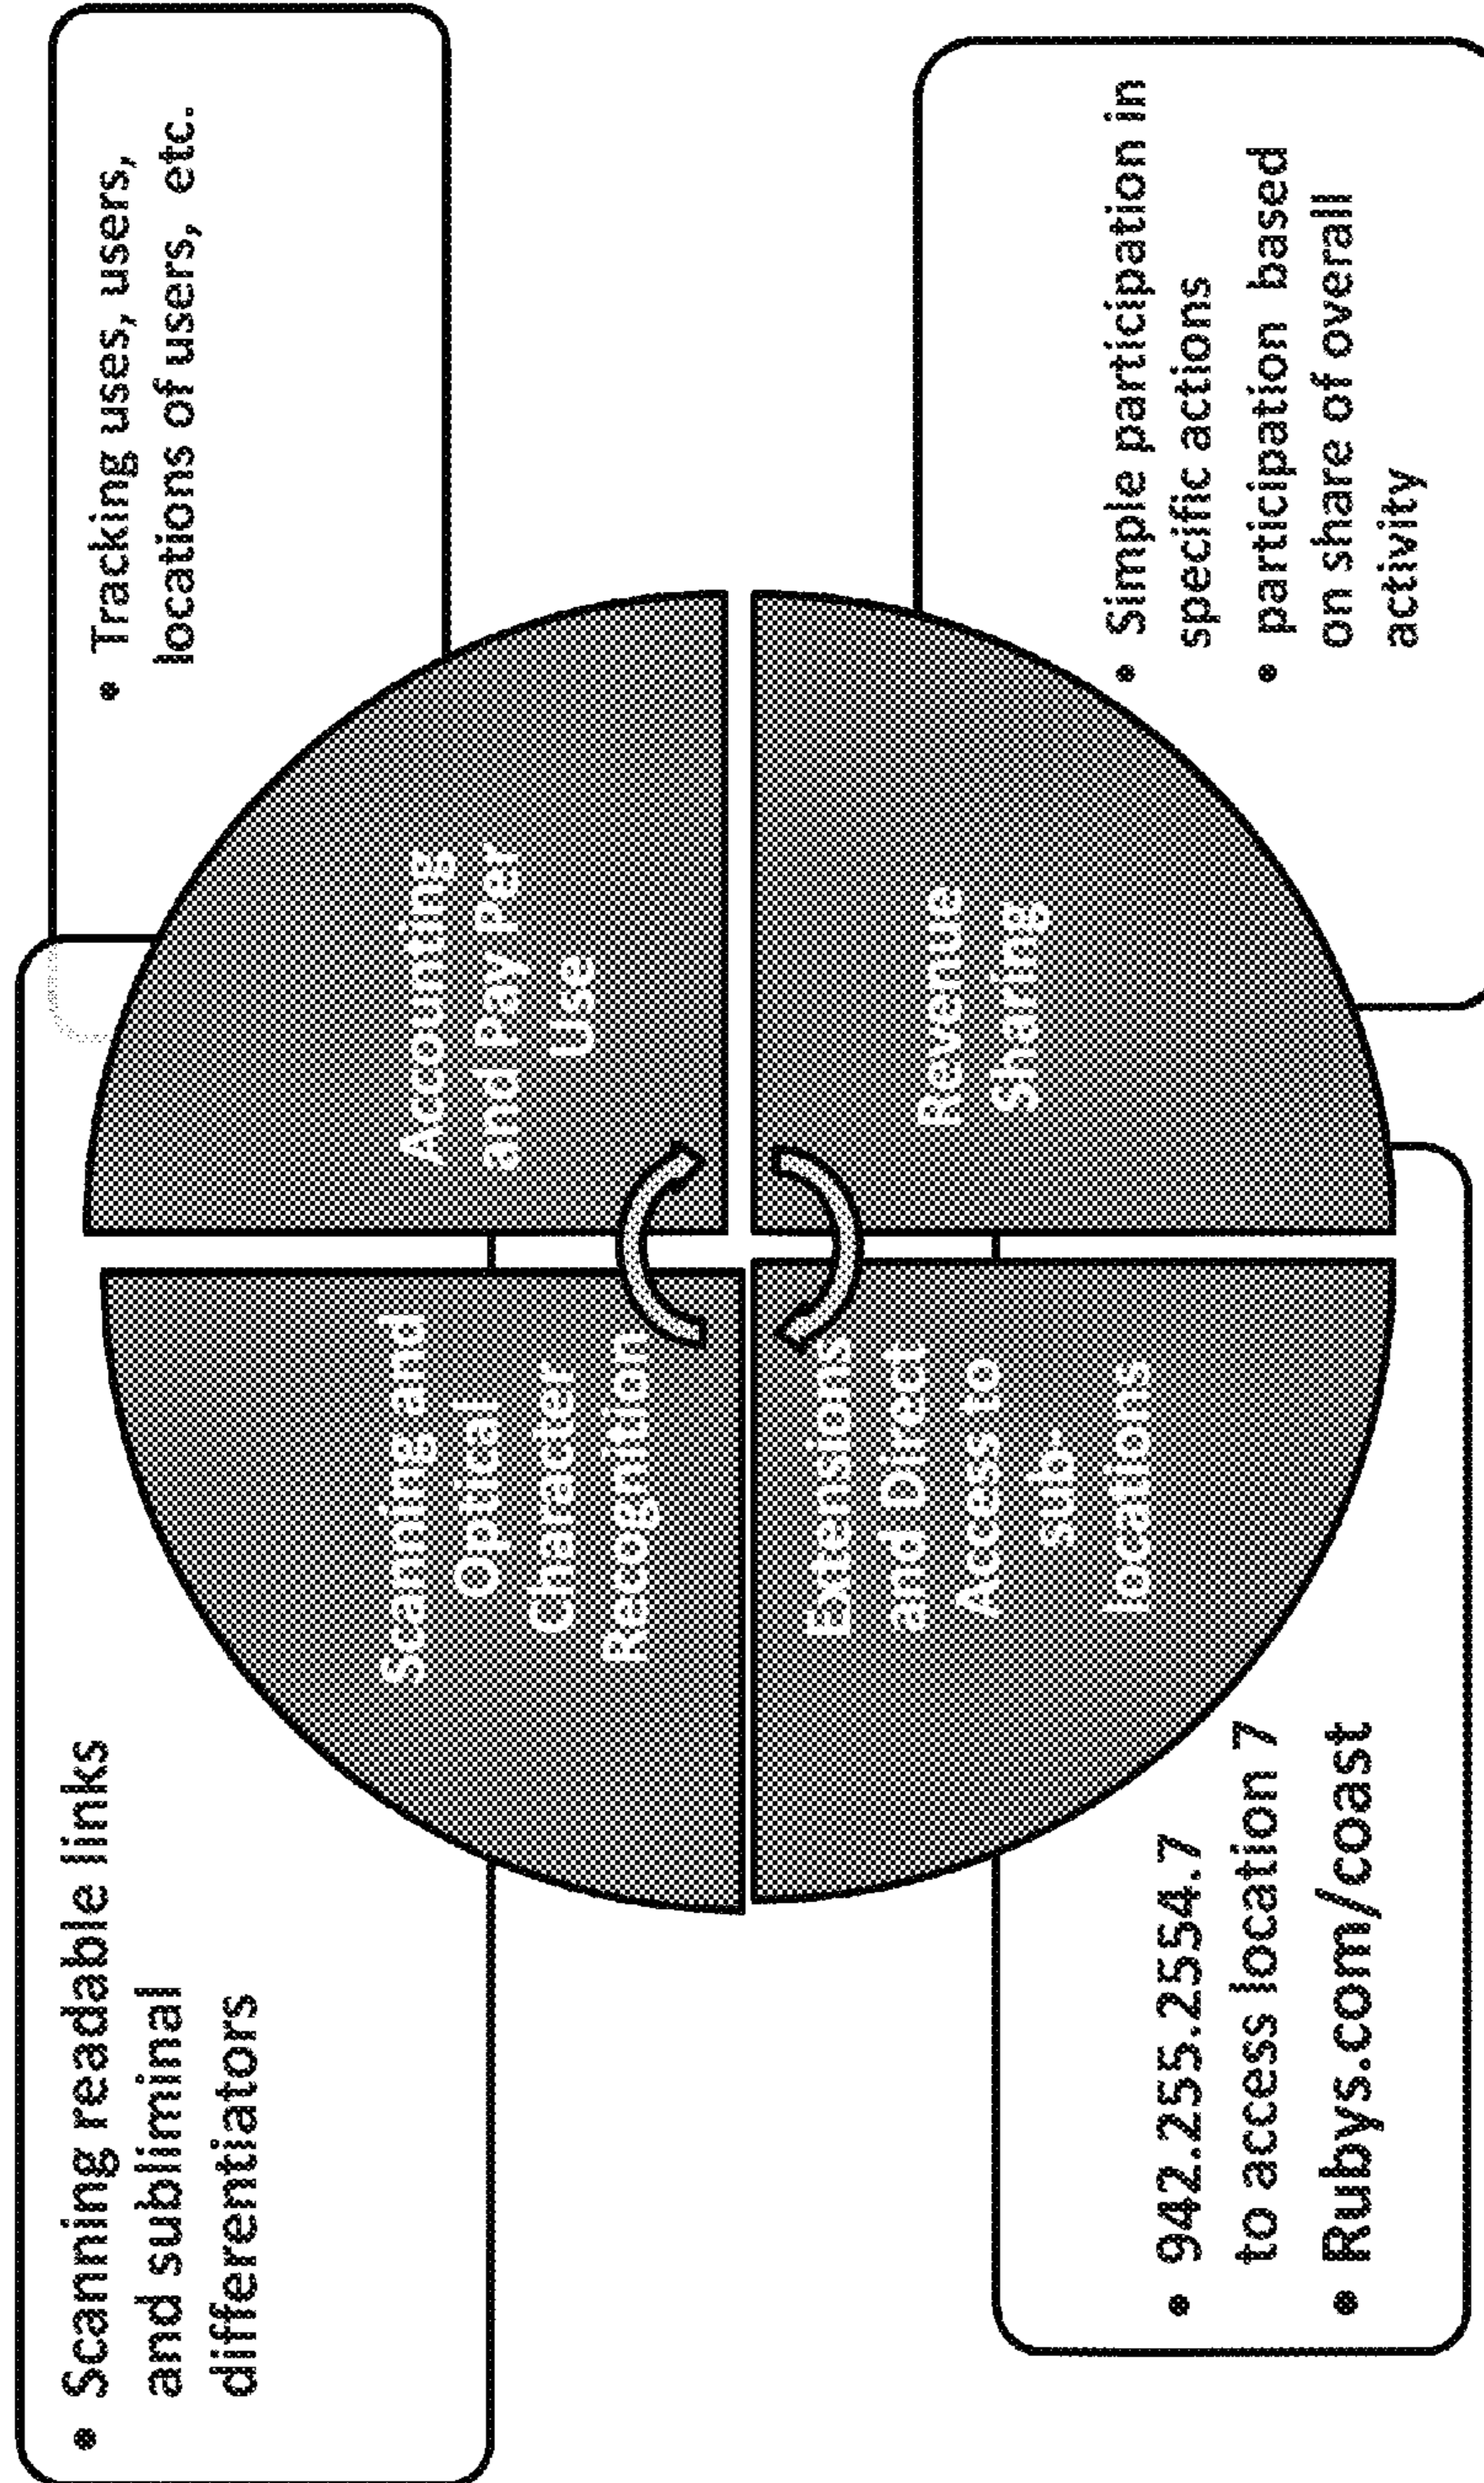 • Scanning readable links
and subliminal
differentiators
• Tracking uses, users,
locations of users, etc.
Scanning and
Optical
Character
Recognition
Accounting
and Pay Per
Use
Extensions
and Direct
Access to
sub-
locations
Revenue
Sharing
• 942.255.2554.7
to access location 7
• Rubys.com/coast
• Simple participation in
specific actions
• participation based
on share of overall
activity